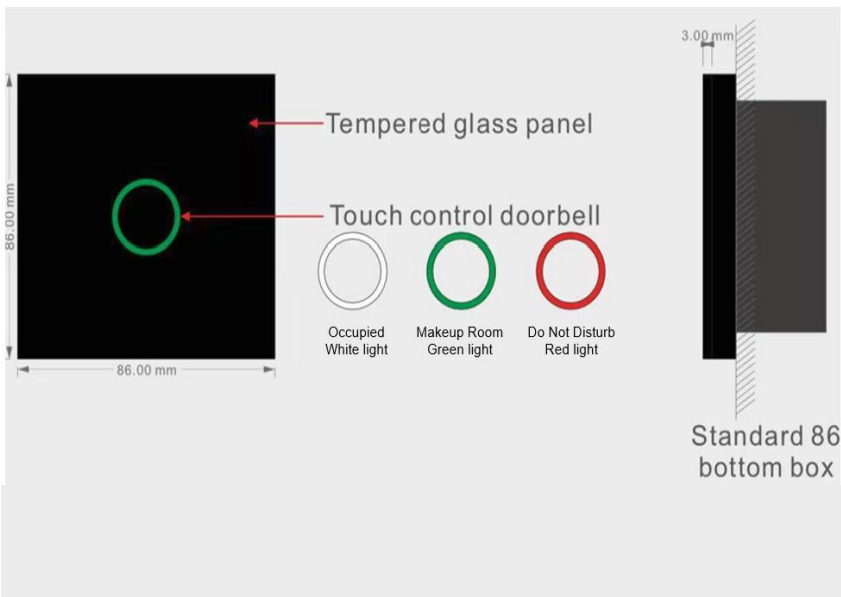 3.00 mm
Tempered glass panel
86.00 mm
Touch control doorbell
Occupied
White light
Makeup Room
Green light
Do Not Disturb
Red light
86.00 mm
Standard 86
bottom box